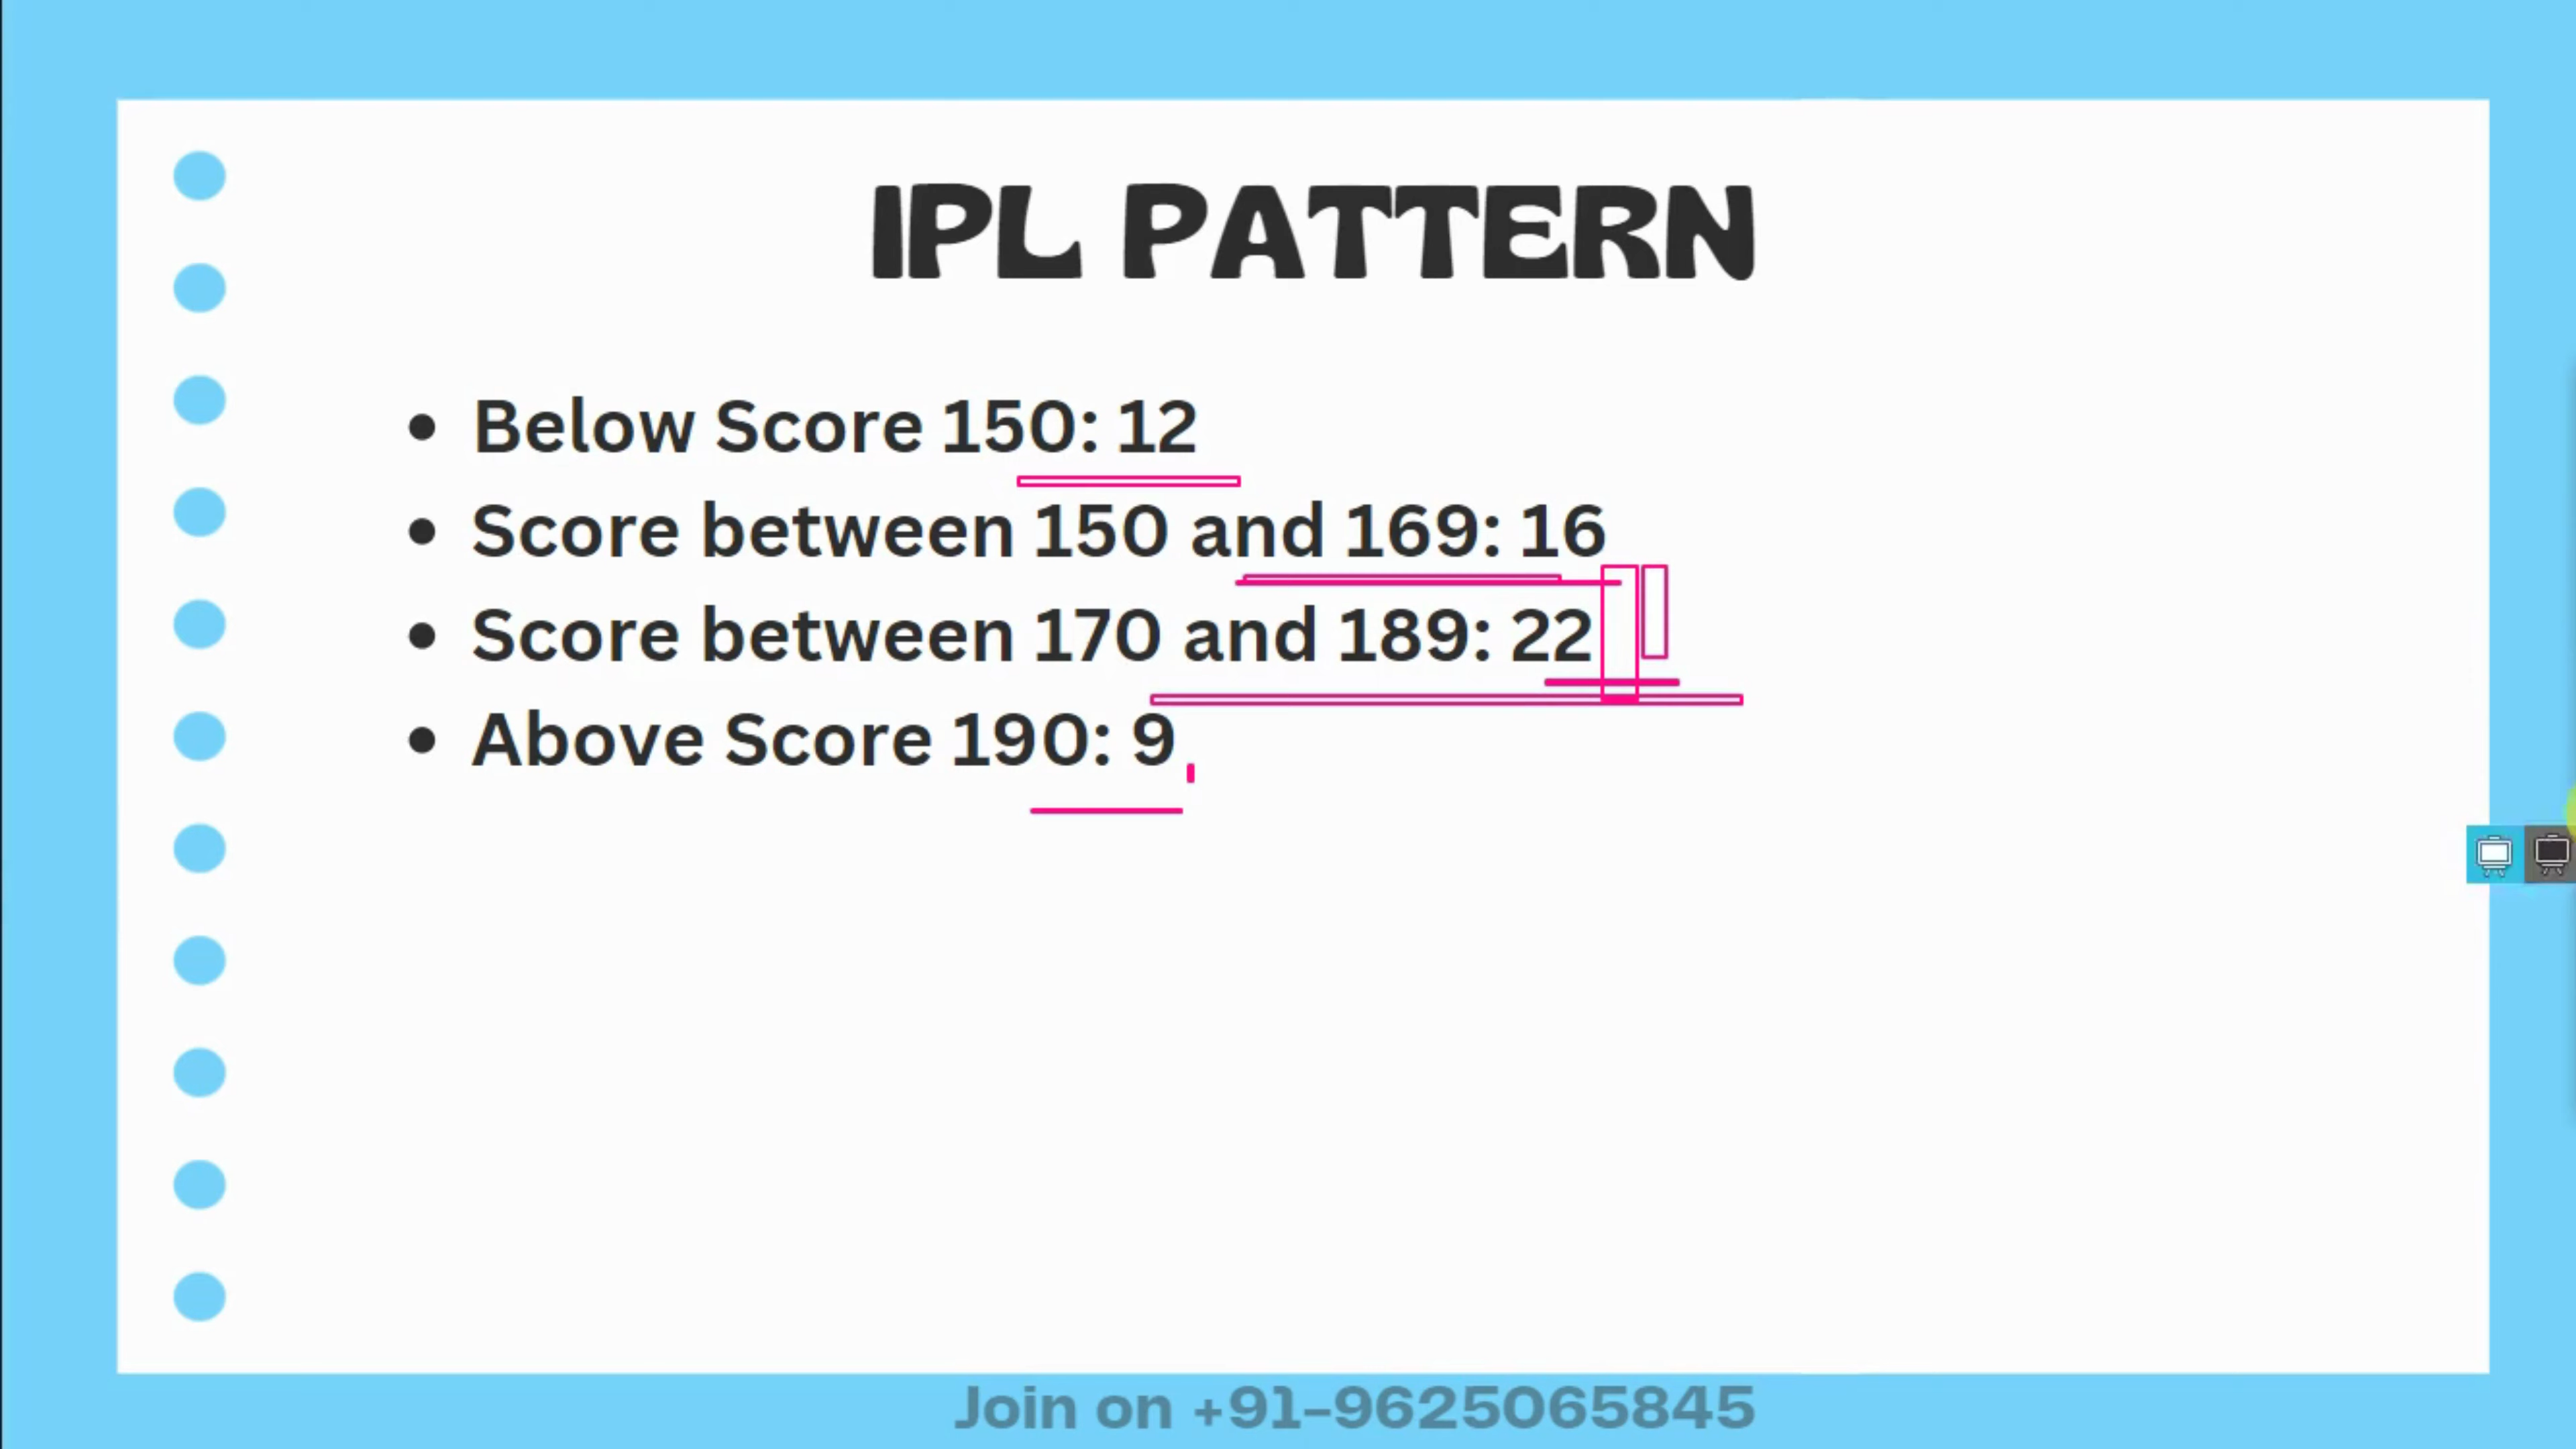 IPL PATTERN
• Below Score 150: 12
• Score between 150 and 169: 16
• Score between 170 and 189: 22
• Above Score 190: 9
Join on +91-9625065845